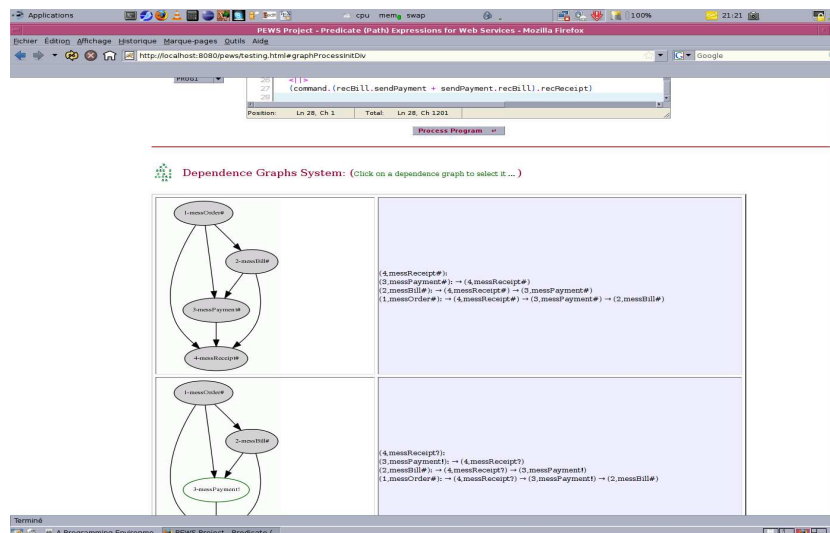 Applications cpu mem swap 100% 21:21
PEWS Project - Predicate (Path) Expressions for Web Services - Mozilla Firefox
Fichier Édition Affichage Historique Marque-pages Outils Aide
http://localhost:8080/pews/testing.html#graphProcessInitDiv Google
PROG1
26 <||>
27 (command.(recBill.sendPayment + sendPayment.recBill).recReceipt)
28
Position: Ln 28, Ch 1 Total: Ln 28, Ch 1201
Process Program
Dependence Graphs System: (Click on a dependence graph to select it ... )
1-messOrder#
2-messBill#
3-messPayment#
4-messReceipt#
(4,messReceipt#):
(3,messPayment#): → (4,messReceipt#)
(2,messBill#): → (4,messReceipt#) → (3,messPayment#)
(1,messOrder#): → (4,messReceipt#) → (3,messPayment#) → (2,messBill#)
1-messOrder#
2-messBill#
3-messPayment!
(4,messReceipt?):
(3,messPayment!): → (4,messReceipt?)
(2,messBill#): → (4,messReceipt?) → (3,messPayment!)
(1,messOrder#): → (4,messReceipt?) → (3,messPayment!) → (2,messBill#)
Terminé
A Programming Environme PEWS Project - Predicate (